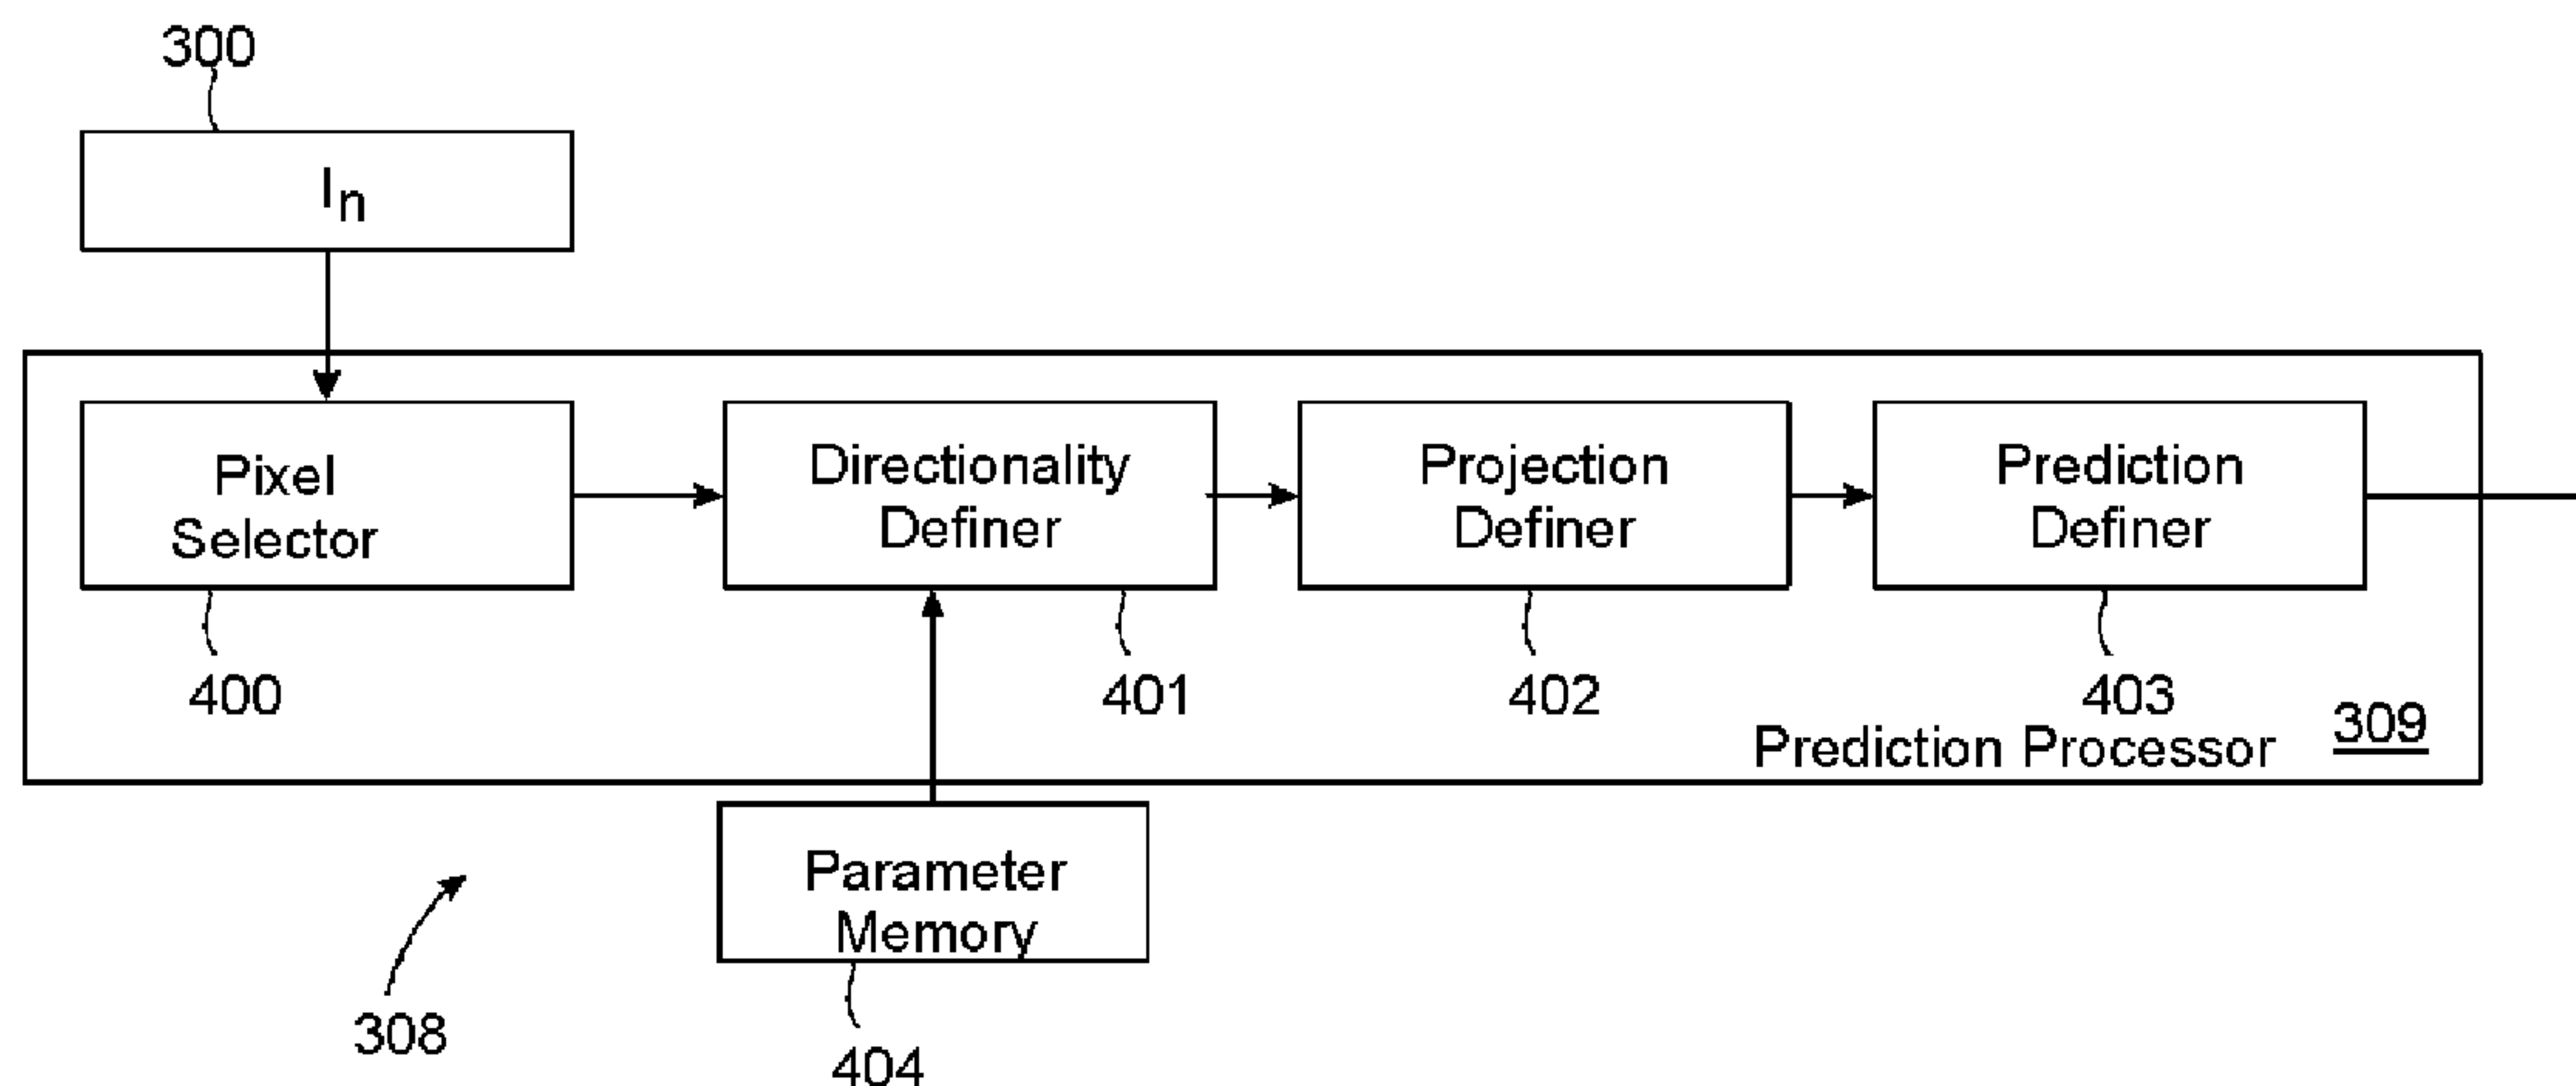 300
In
Pixel
Selector
Directionality
Definer
Projection
Definer
Prediction
Definer
400
401
402
403
309
Prediction Processor
Parameter
Memory
308
404